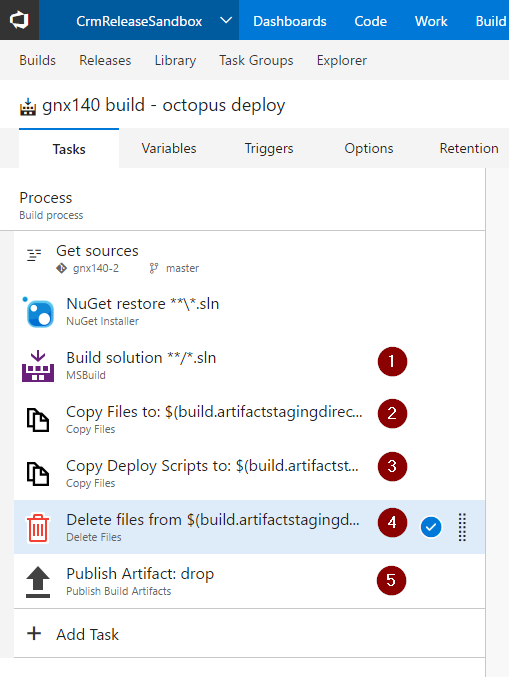 CrmReleaseSandbox Dashboards Code Work Build
Builds Releases Library Task Groups Explorer
gnx140 build - octopus deploy
Tasks Variables Triggers Options Retention
Process
Build process
Get sources
gnx140-2 master
NuGet restore **\*.sln
NuGet Installer
Build solution **/*.sln 1
MSBuild
Copy Files to: $(build.artifactstagingdirec... 2
Copy Files
Copy Deploy Scripts to: $(build.artifactst... 3
Copy Files
Delete files from $(build.artifactstagingd... 4
Delete Files
Publish Artifact: drop 5
Publish Build Artifacts
+ Add Task